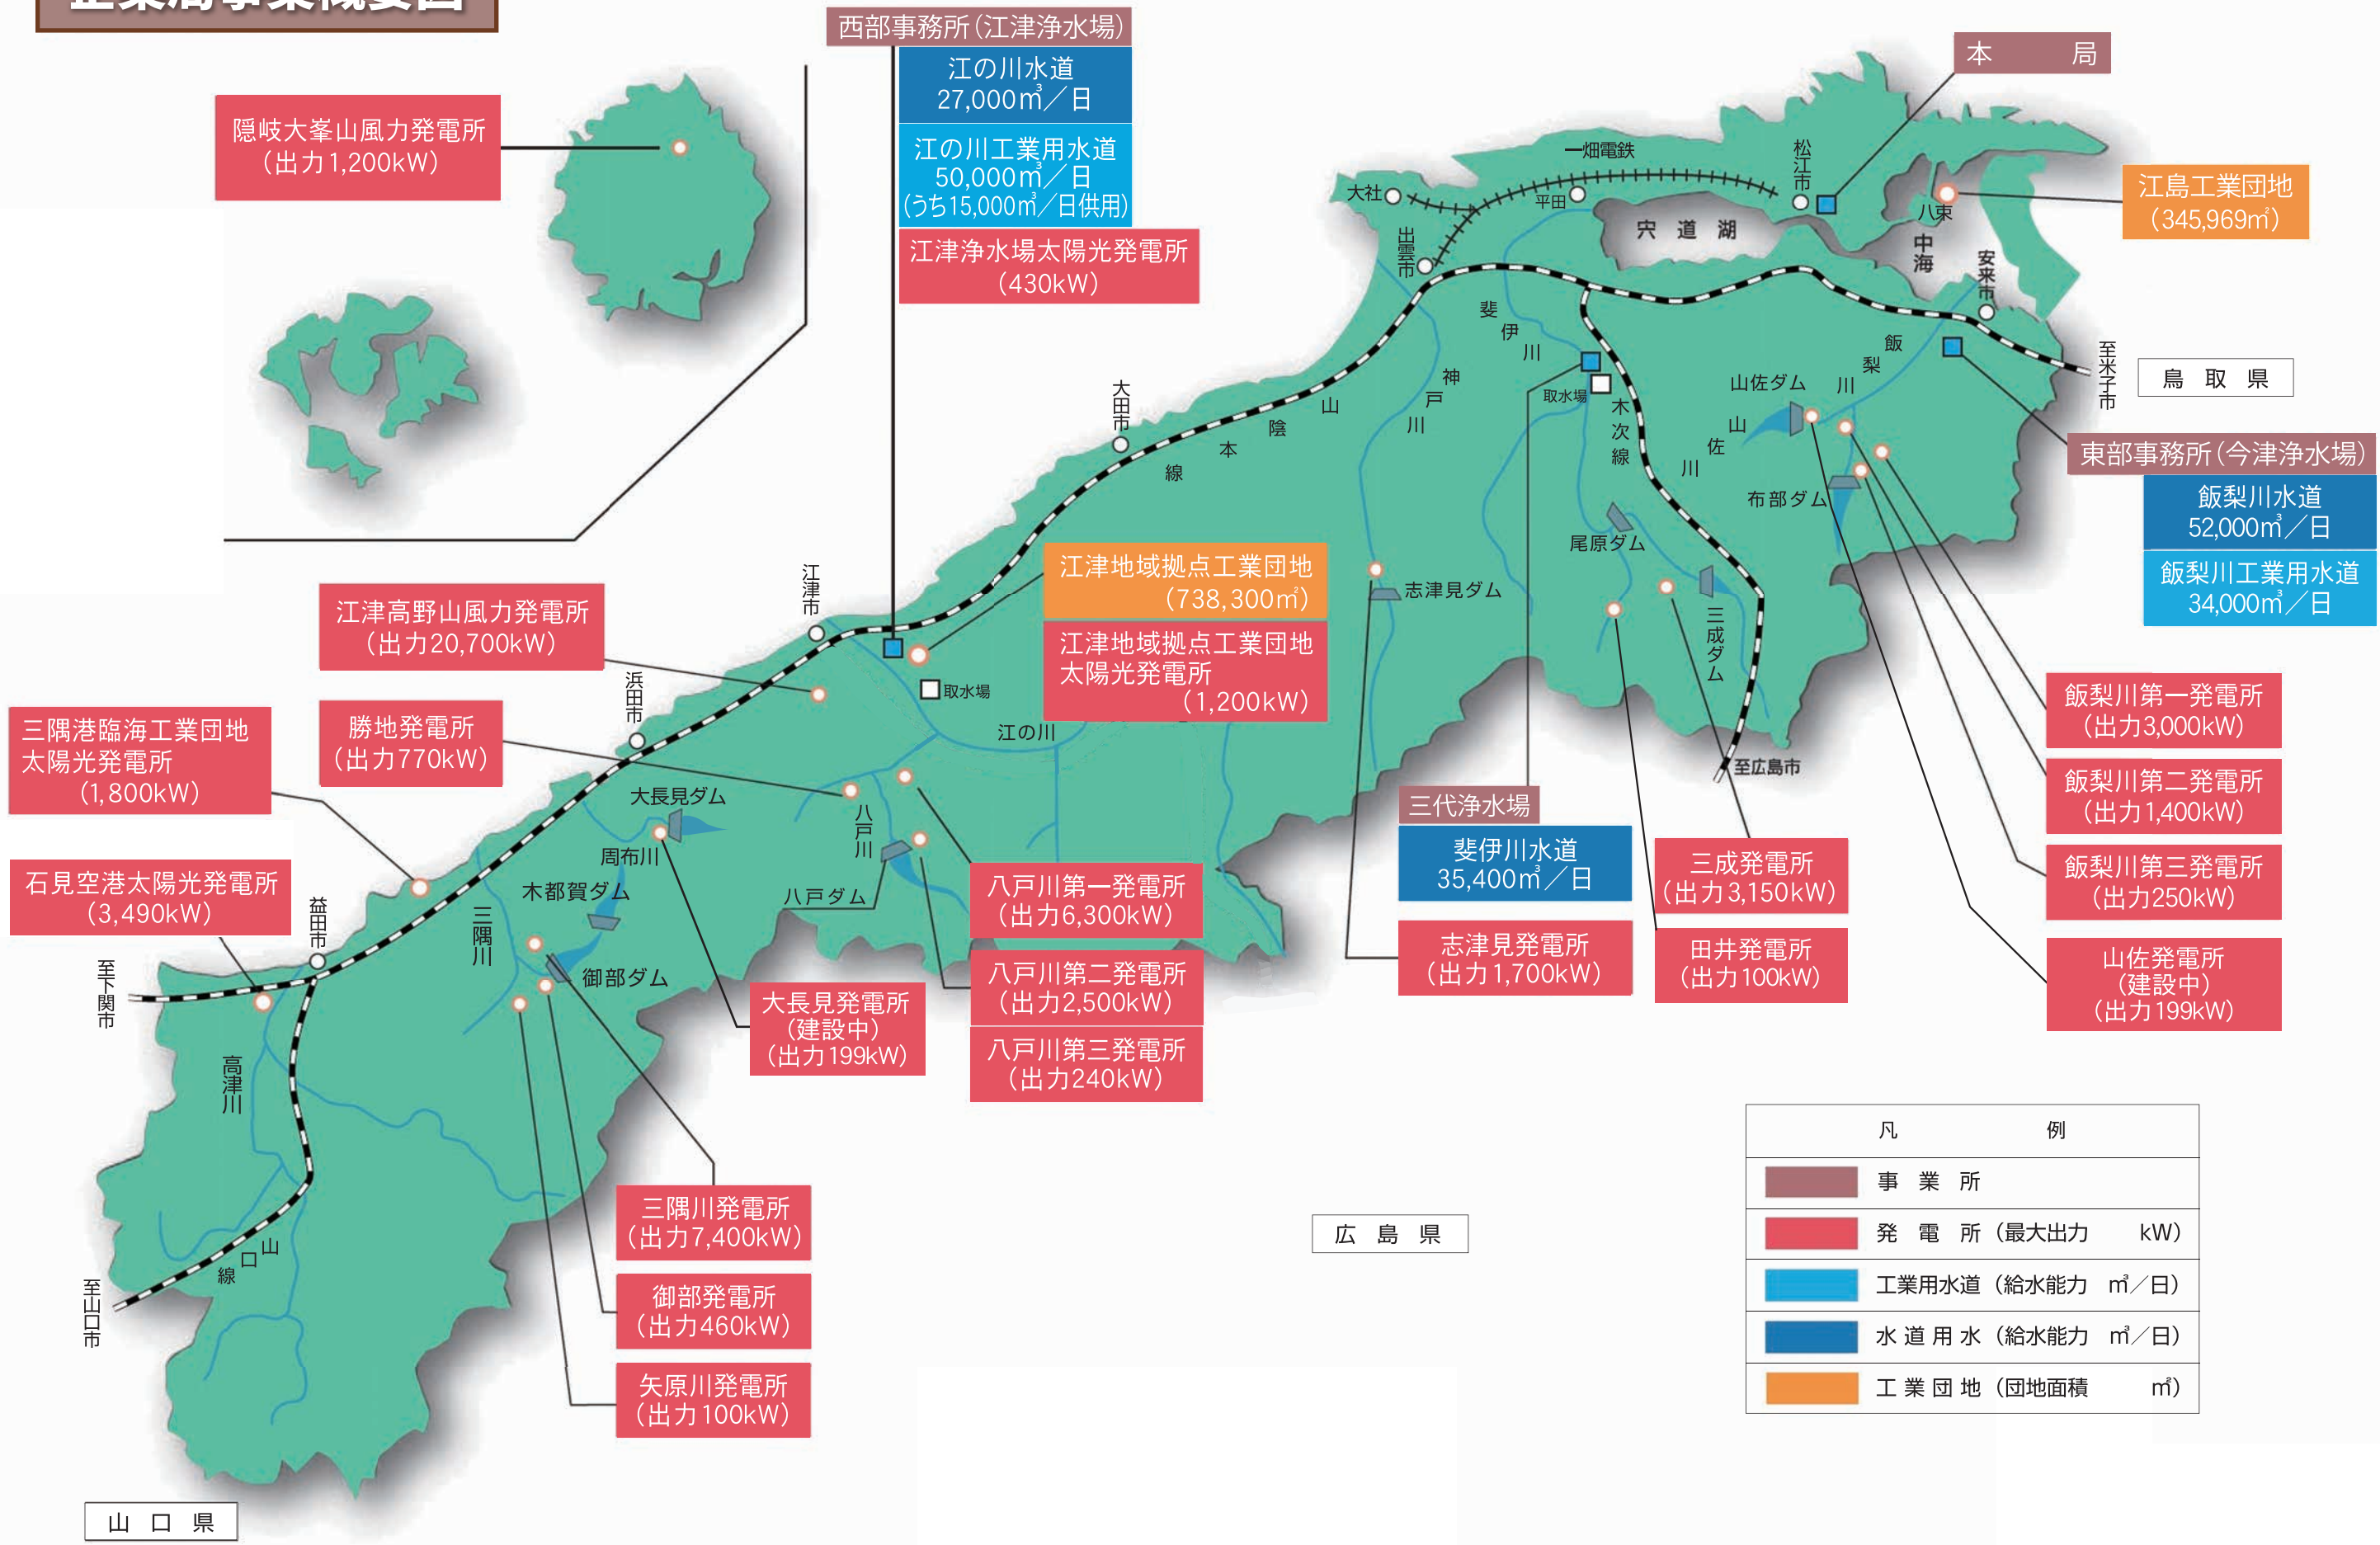 企業局事業概要図
西部事務所(江津浄水場)
江の川水道
27,000㎥／日
江の川工業用水道
50,000㎥／日
(うち15,000㎥／日供用)
江津浄水場太陽光発電所
(430kW)
本　局
隠岐大峯山風力発電所
(出力1,200kW)
江島工業団地
(345,969㎡)
一畑電鉄
松江市
大社
平田
八束
出雲市
宍道湖
中海
安来市
斐伊川
神戸川
飯梨川
山佐ダム
取水場
木次線
山佐川
布部ダム
至米子市
鳥取県
東部事務所(今津浄水場)
飯梨川水道
52,000㎥／日
飯梨川工業用水道
34,000㎥／日
大田市
山陰本線
尾原ダム
志津見ダム
三成ダム
江津地域拠点工業団地
(738,300㎡)
江津地域拠点工業団地
太陽光発電所
(1,200kW)
江津市
江津高野山風力発電所
(出力20,700kW)
取水場
江の川
浜田市
勝地発電所
(出力770kW)
三隅港臨海工業団地
太陽光発電所
(1,800kW)
石見空港太陽光発電所
(3,490kW)
大長見ダム
周布川
八戸川
木都賀ダム
八戸ダム
三隅川
御部ダム
益田市
至下関市
高津川
山口線
至山口市
至広島市
飯梨川第一発電所
(出力3,000kW)
飯梨川第二発電所
(出力1,400kW)
飯梨川第三発電所
(出力250kW)
山佐発電所
(建設中)
(出力199kW)
三代浄水場
斐伊川水道
35,400㎥／日
三成発電所
(出力3,150kW)
志津見発電所
(出力1,700kW)
田井発電所
(出力100kW)
八戸川第一発電所
(出力6,300kW)
八戸川第二発電所
(出力2,500kW)
八戸川第三発電所
(出力240kW)
大長見発電所
(建設中)
(出力199kW)
三隅川発電所
(出力7,400kW)
御部発電所
(出力460kW)
矢原川発電所
(出力100kW)
広島県
山口県
凡　例
事業所
発電所(最大出力　kW)
工業用水道(給水能力　㎥／日)
水道用水(給水能力　㎥／日)
工業団地(団地面積　㎡)